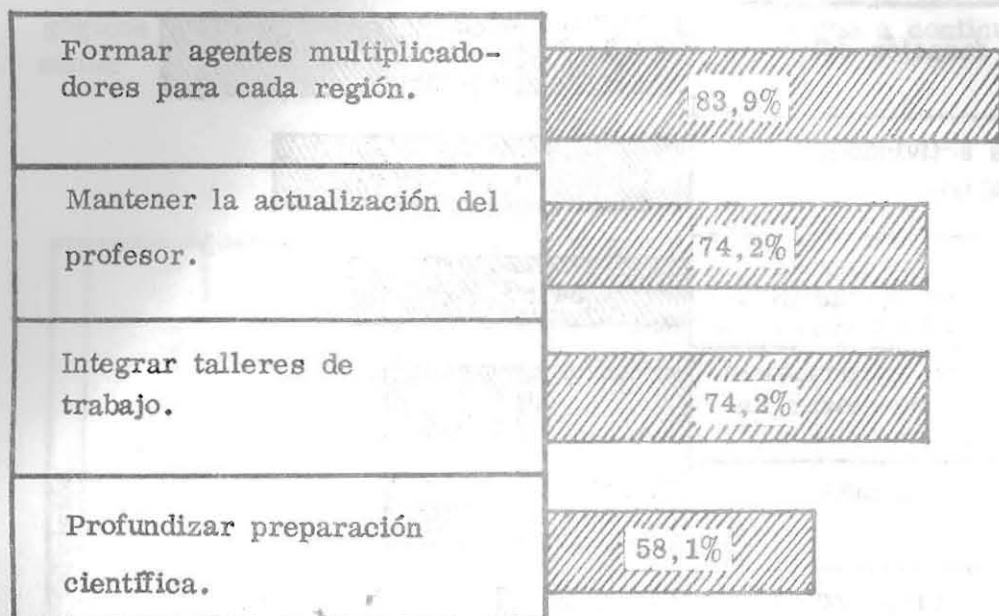 Formar agentes multiplicado-
dores para cada región.
83,9%
Mantener la actualización del
profesor.
74,2%
Integrar talleres de
trabajo.
74,2%
Profundizar preparación
científica.
58,1%